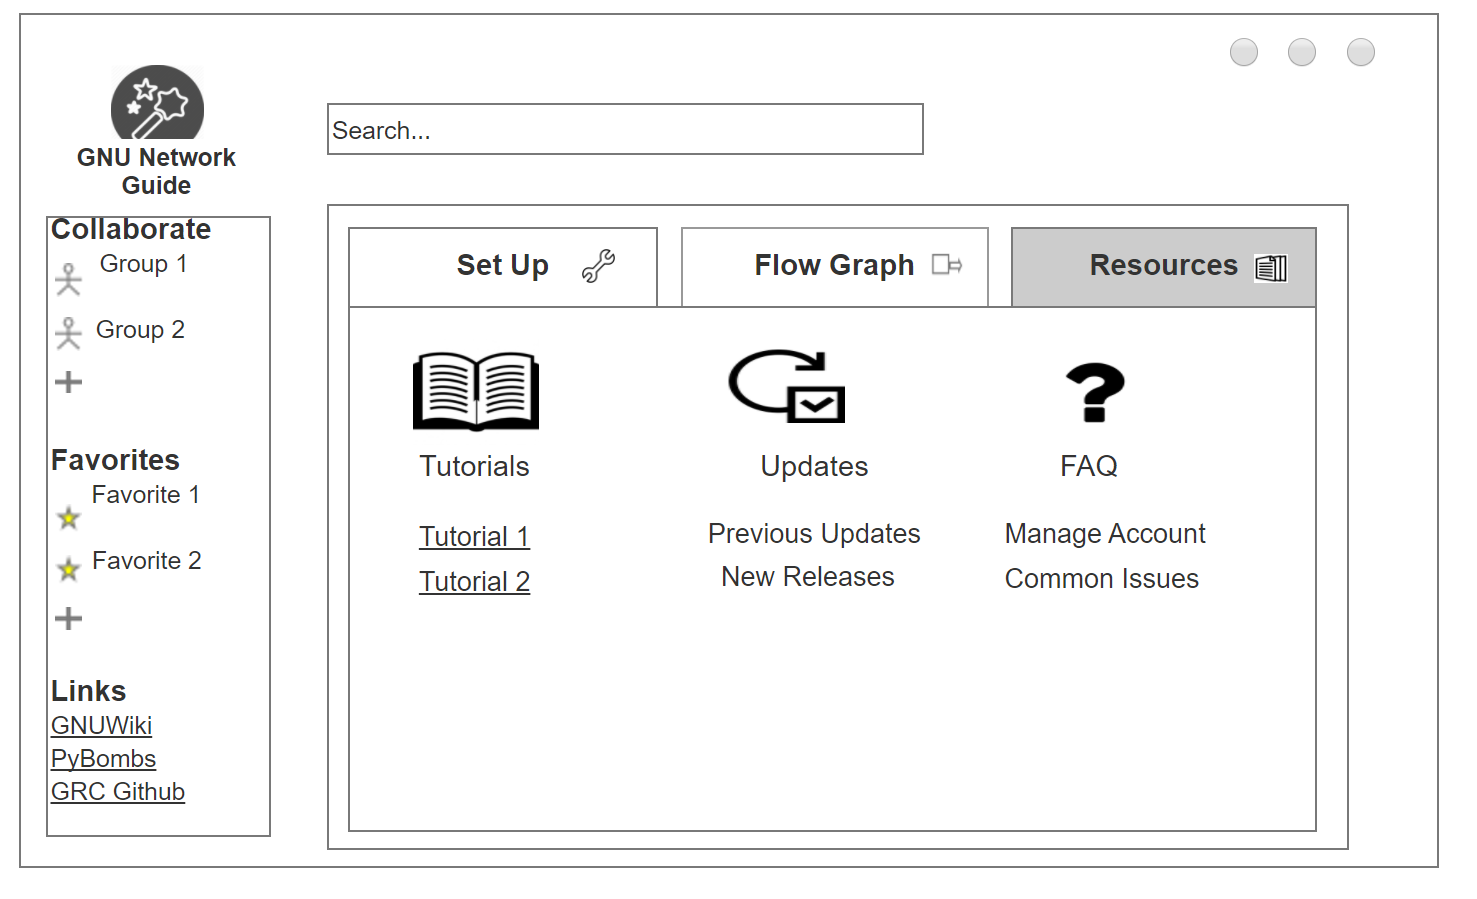 GNU Network
Guide
Search...
Collaborate
Group 1
Group 2
Favorites
Favorite 1
Favorite 2
Links
GNUWiki
PyBombs
GRC Github
Set Up
Flow Graph
Resources
Tutorials
Tutorial 1
Tutorial 2
Updates
Previous Updates
New Releases
FAQ
Manage Account
Common Issues